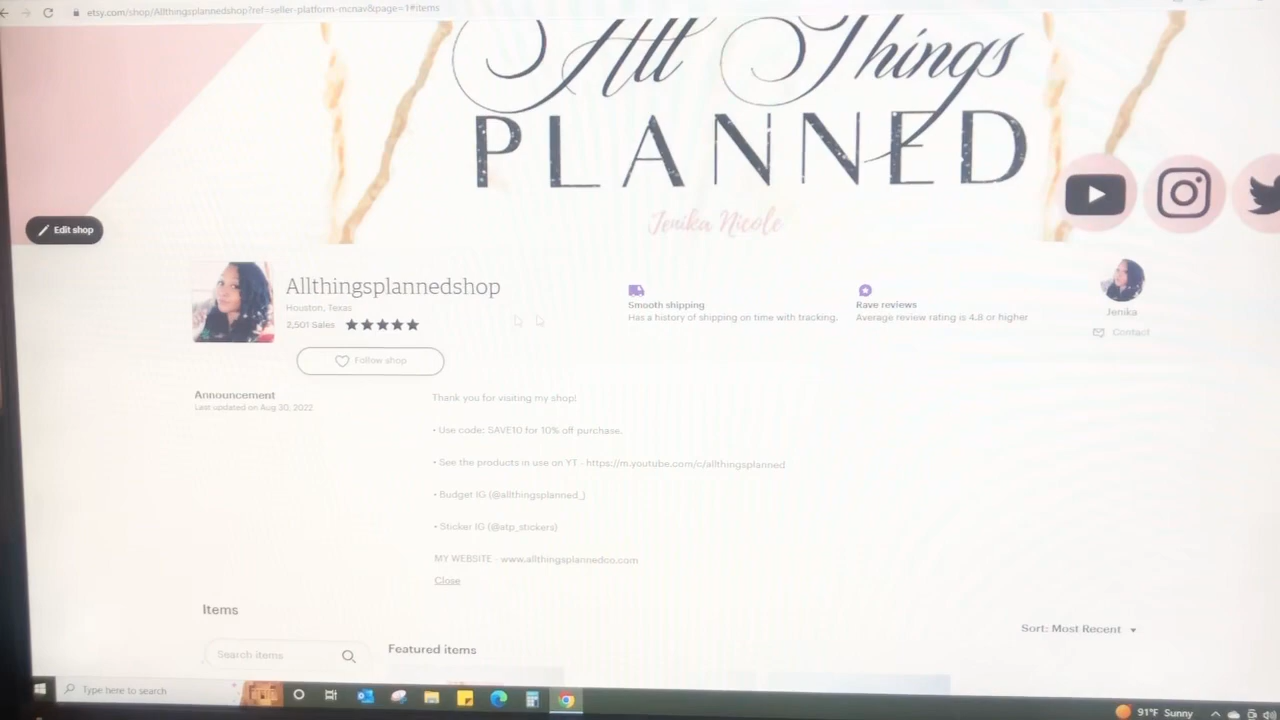 etsy.com/shop/Allthingsplannedshop?ref=seller-platform-mcnav&page=1#items
All Things
PLANNED
Jenika Nicole
Edit shop
Allthingsplannedshop
Houston, Texas
2,501 Sales
Follow shop
Smooth shipping
Has a history of shipping on time with tracking.
Rave reviews
Average review rating is 4.8 or higher
Jenika
Contact
Announcement
Last updated on Aug 30, 2022
Thank you for visiting my shop!
• Use code: SAVE10 for 10% off purchase.
• See the products in use on YT - https://m.youtube.com/c/allthingsplanned
• Budget IG (@allthingsplanned_)
• Sticker IG (@atp_stickers)
MY WEBSITE - www.allthingsplannedco.com
Close
Items
Sort: Most Recent
Search items
Featured items
Type here to search
91°F Sunny